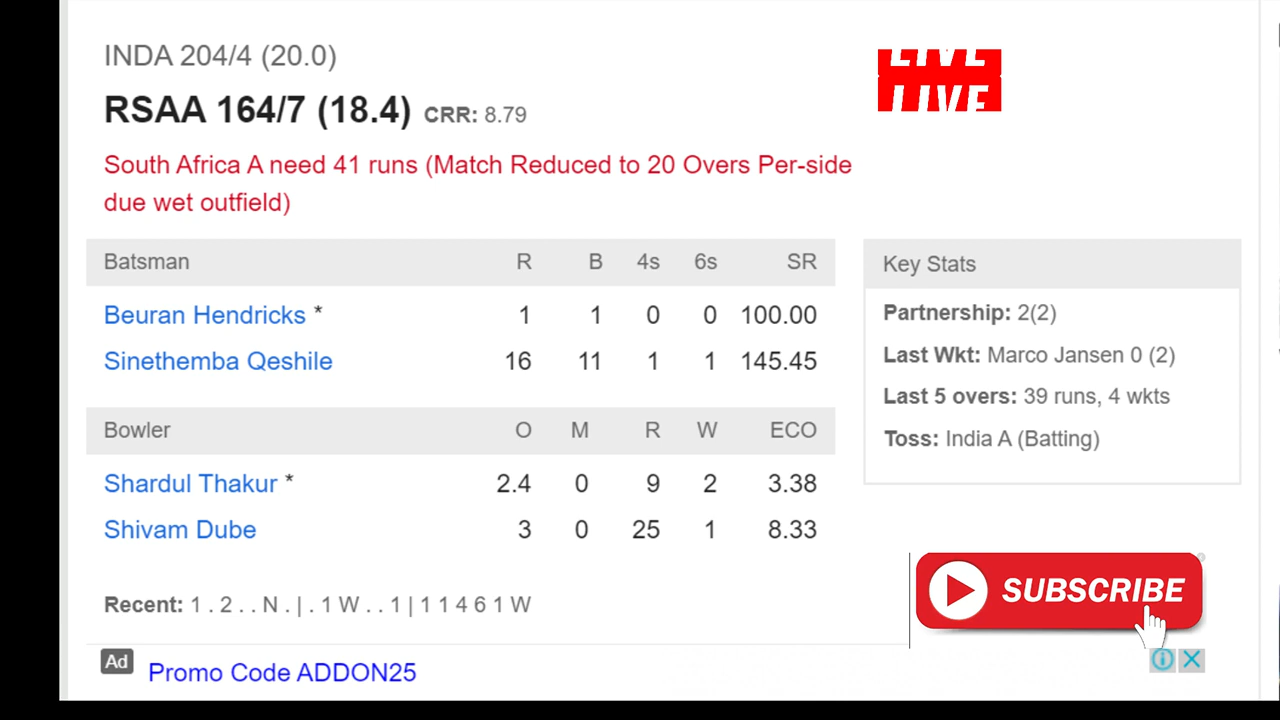 INDA 204/4 (20.0)
RSAA 164/7 (18.4) CRR: 8.79
South Africa A need 41 runs (Match Reduced to 20 Overs Per-side
due wet outfield)
LIVE
LIVE
Batsman R B 4s 6s SR
Beuran Hendricks * 1 1 0 0 100.00
Sinethemba Qeshile 16 11 1 1 145.45
Bowler O M R W ECO
Shardul Thakur * 2.4 0 9 2 3.38
Shivam Dube 3 0 25 1 8.33
Recent: 1 . 2 . . N . | . 1 W . . 1 | 1 1 4 6 1 W
Key Stats
Partnership: 2(2)
Last Wkt: Marco Jansen 0 (2)
Last 5 overs: 39 runs, 4 wkts
Toss: India A (Batting)
SUBSCRIBE
Ad Promo Code ADDON25